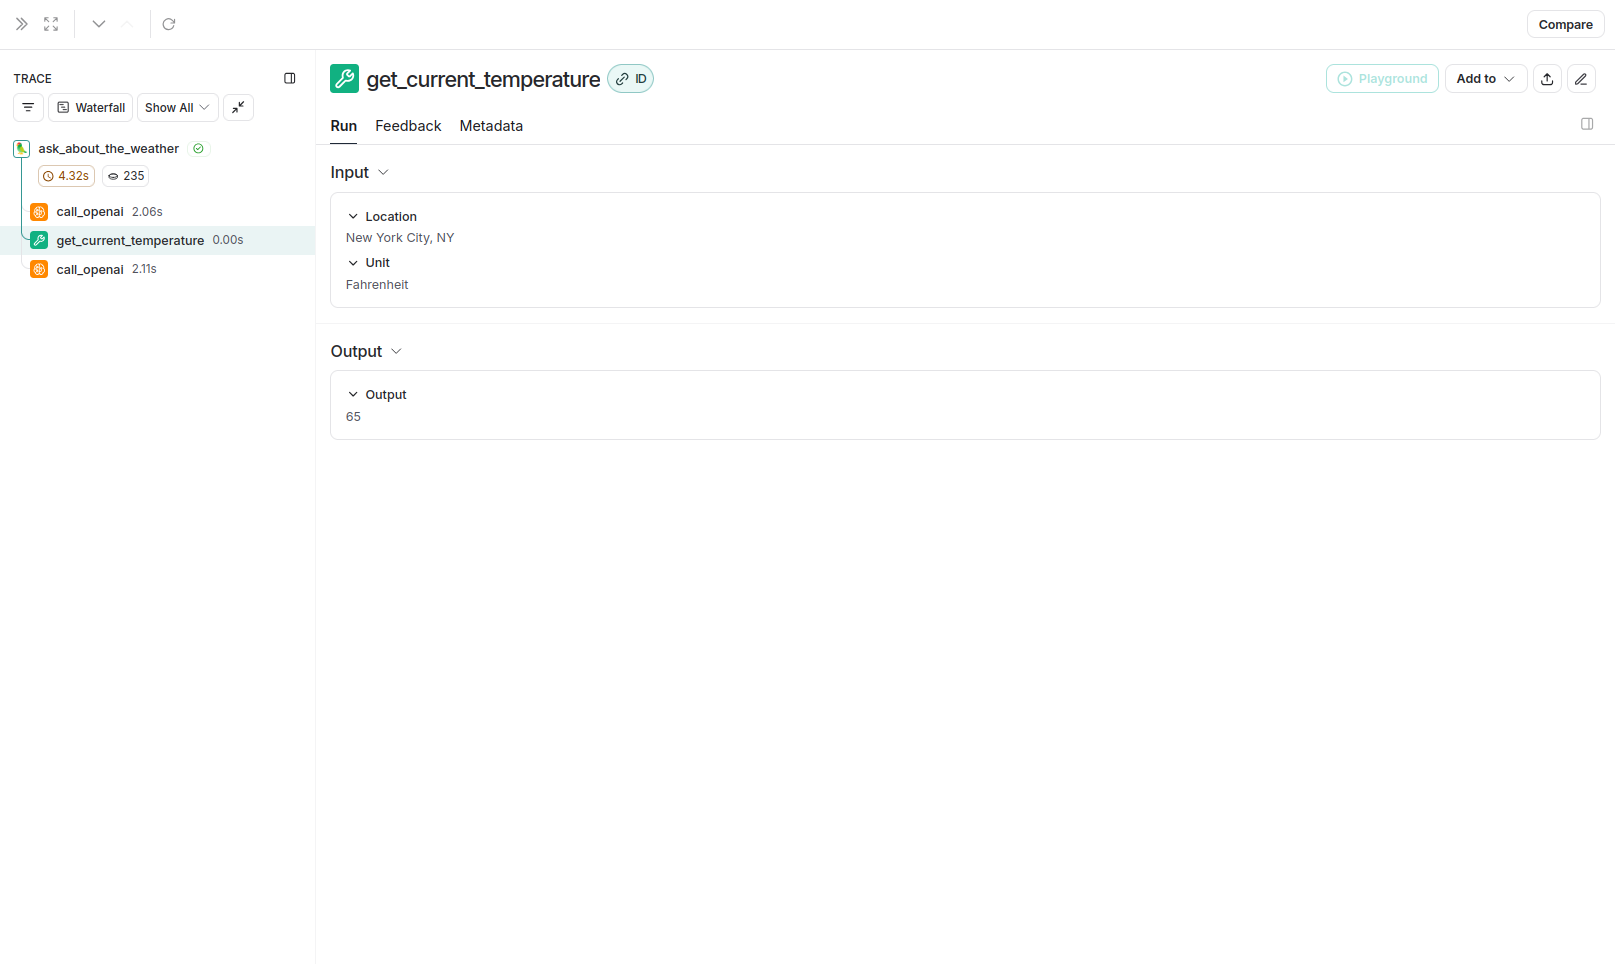 Compare
TRACE
Waterfall
Show All
ask_about_the_weather
4.32s
235
call_openai 2.06s
get_current_temperature 0.00s
call_openai 2.11s
get_current_temperature
ID
Playground
Add to
Run Feedback Metadata
Input
Location
New York City, NY
Unit
Fahrenheit
Output
Output
65